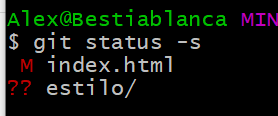 Alex@Bestiablanca MIN
$ git status -s
 M index.html
?? estilo/